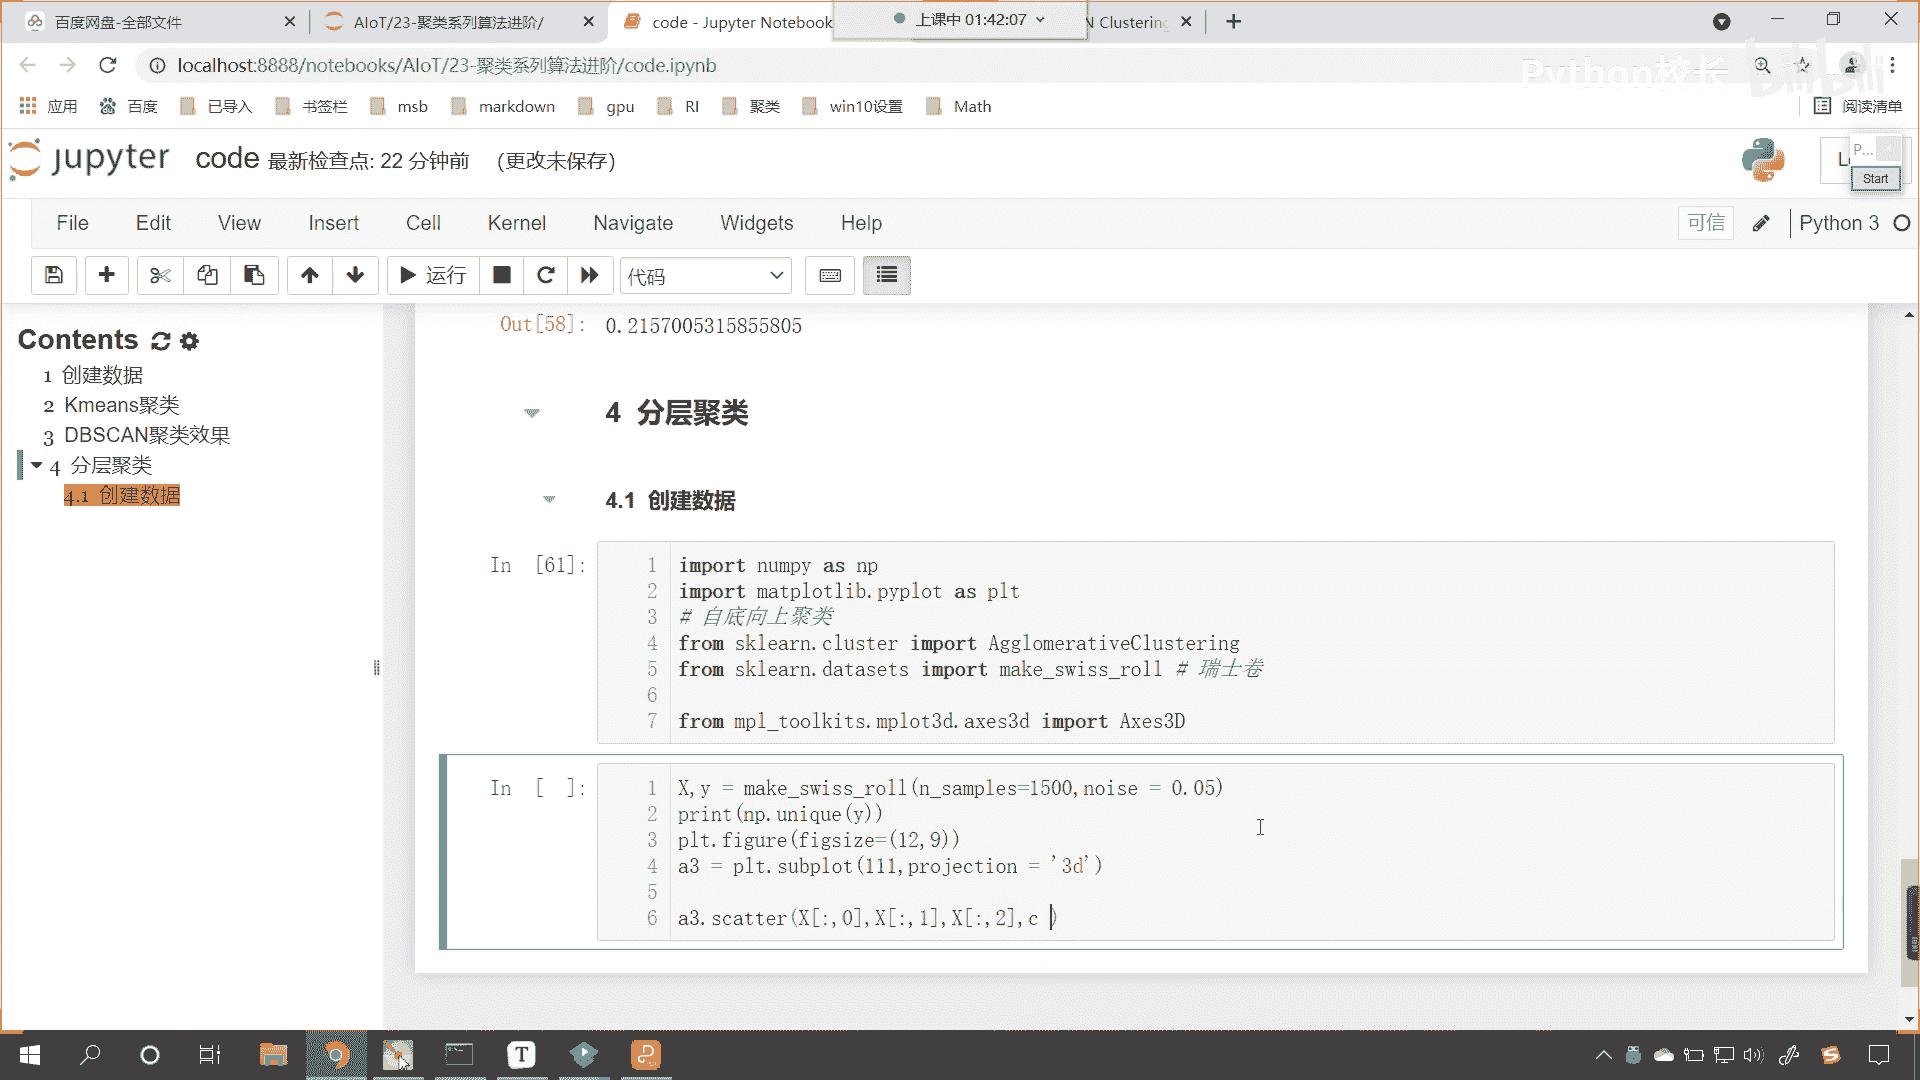 百度网盘-全部文件
AIoT/23-聚类系列算法进阶/
code - Jupyter Notebook
上课中 01:42:07
N Clustering
localhost:8888/notebooks/AIoT/23-聚类系列算法进阶/code.ipynb
Python校长
bilibili
应用
百度
已导入
书签栏
msb
markdown
gpu
RI
聚类
win10设置
Math
阅读清单
jupyter
code 最新检查点: 22 分钟前 (更改未保存)
P...
Start
File Edit View Insert Cell Kernel Navigate Widgets Help
可信
Python 3
运行
代码
Contents
1 创建数据
2 Kmeans聚类
3 DBSCAN聚类效果
4 分层聚类
4.1 创建数据
Out[58]: 0.2157005315855805
4 分层聚类
4.1 创建数据
In [61]:
1 import numpy as np
2 import matplotlib.pyplot as plt
3 # 自底向上聚类
4 from sklearn.cluster import AgglomerativeClustering
5 from sklearn.datasets import make_swiss_roll # 瑞士卷
6
7 from mpl_toolkits.mplot3d.axes3d import Axes3D
In [ ]:
1 X,y = make_swiss_roll(n_samples=1500,noise = 0.05)
2 print(np.unique(y))
3 plt.figure(figsize=(12,9))
4 a3 = plt.subplot(111,projection = '3d')
5
6 a3.scatter(X[:,0],X[:,1],X[:,2],c )